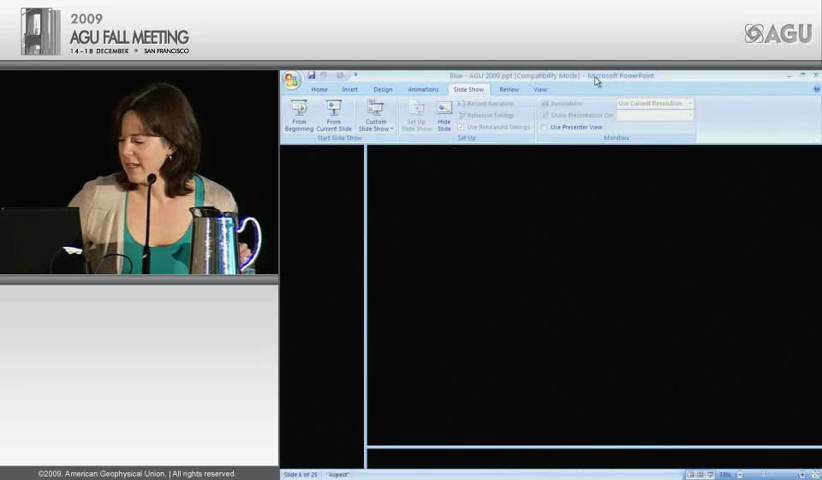 2009
AGU FALL MEETING
14-18 DECEMBER SAN FRANCISCO
AGU
Blue - AGU 2009.ppt [Compatibility Mode] - Microsoft PowerPoint
Home Insert Design Animations Slide Show Review View
From Beginning
From Current Slide
Custom Slide Show
Set Up Slide Show
Hide Slide
Record Narration
Rehearse Timings
Use Rehearsed Timings
Resolution: Use Current Resolution
Show Presentation On:
Use Presenter View
Start Slide Show Set Up Monitors
Slide 1 of 25 "Aspect"
©2009. American Geophysical Union. | All rights reserved.